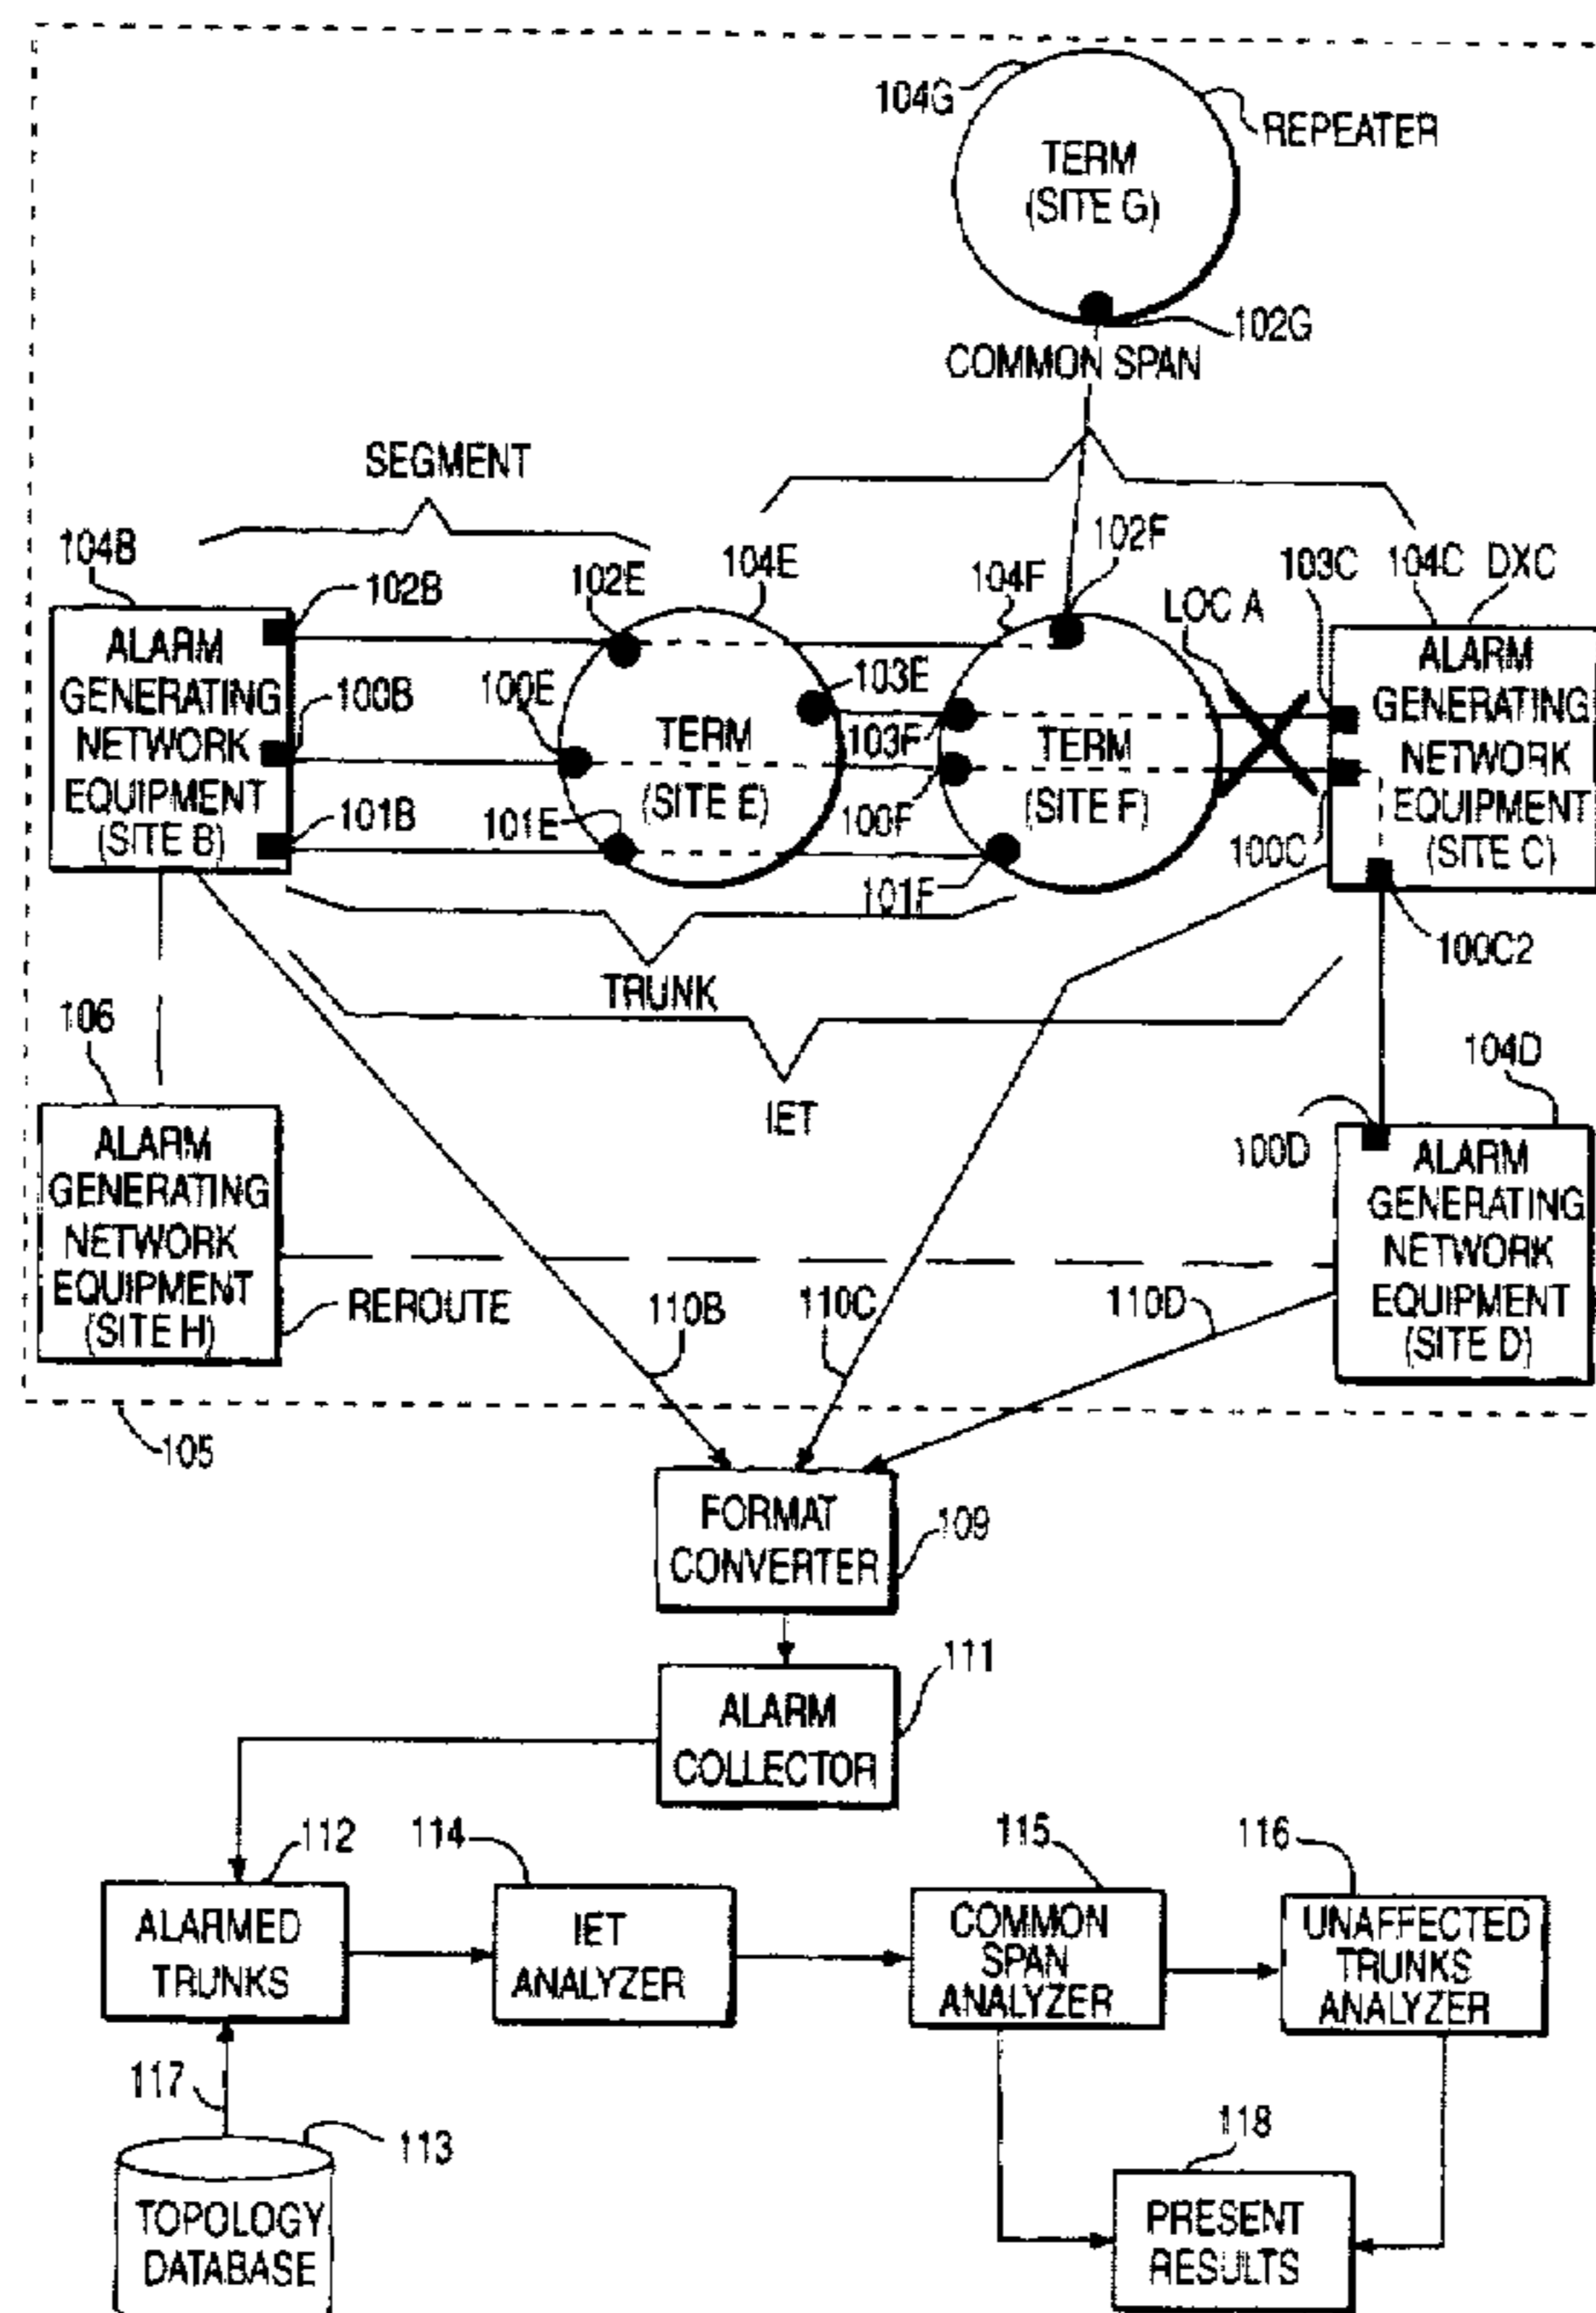 104G
REPEATER
TERM
(SITE G)
102G
COMMON SPAN
SEGMENT
104B
102B
102E
104E
104F
102F
LOC A
103C
104C
DXC
ALARM
GENERATING
NETWORK
EQUIPMENT
(SITE B)
100B
101B
100E
101E
TERM
(SITE E)
103E
103F
100F
101F
TERM
(SITE F)
100C
ALARM
GENERATING
NETWORK
EQUIPMENT
(SITE C)
100C2
TRUNK
IET
106
ALARM
GENERATING
NETWORK
EQUIPMENT
(SITE H)
REROUTE
110B
110C
110D
100D
104D
ALARM
GENERATING
NETWORK
EQUIPMENT
(SITE D)
105
FORMAT
CONVERTER
109
ALARM
COLLECTOR
111
112
ALARMED
TRUNKS
114
IET
ANALYZER
115
COMMON
SPAN
ANALYZER
116
UNAFFECTED
TRUNKS
ANALYZER
117
113
TOPOLOGY
DATABASE
118
PRESENT
RESULTS